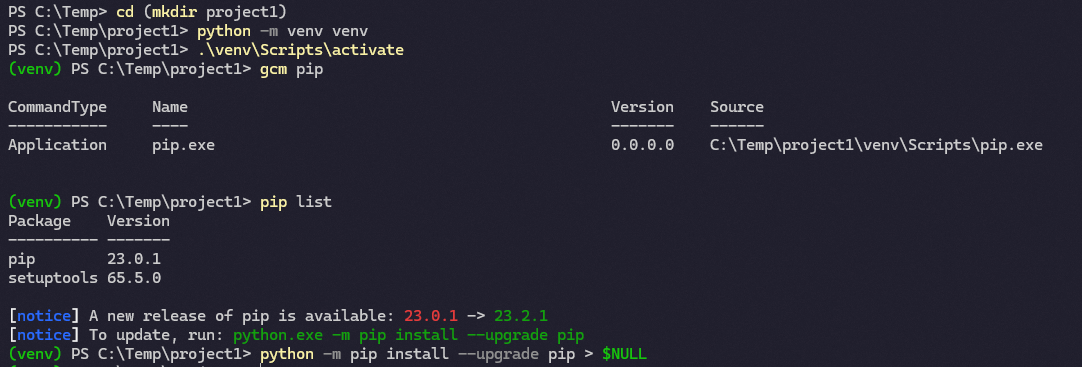 PS C:\Temp> cd (mkdir project1)
PS C:\Temp\project1> python -m venv venv
PS C:\Temp\project1> .\venv\Scripts\activate
(venv) PS C:\Temp\project1> gcm pip
CommandType     Name                                               Version    Source
-----------     ----                                               -------    ------
Application     pip.exe                                            0.0.0.0    C:\Temp\project1\venv\Scripts\pip.exe
(venv) PS C:\Temp\project1> pip list
Package    Version
---------- -------
pip        23.0.1
setuptools 65.5.0
[notice] A new release of pip is available: 23.0.1 -> 23.2.1
[notice] To update, run: python.exe -m pip install --upgrade pip
(venv) PS C:\Temp\project1> python -m pip install --upgrade pip > $NULL